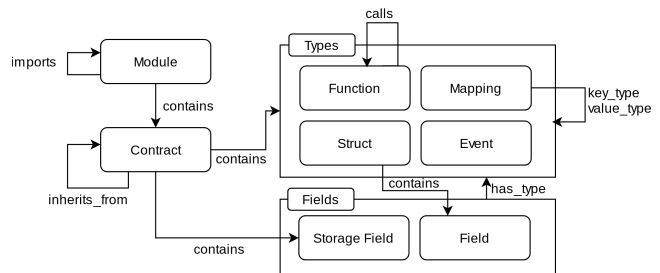 calls
Types
imports
Module
Function
Mapping
key_type
value_type
contains
Contract
contains
Struct
Event
contains
has_type
inherits_from
Fields
Storage Field
Field
contains